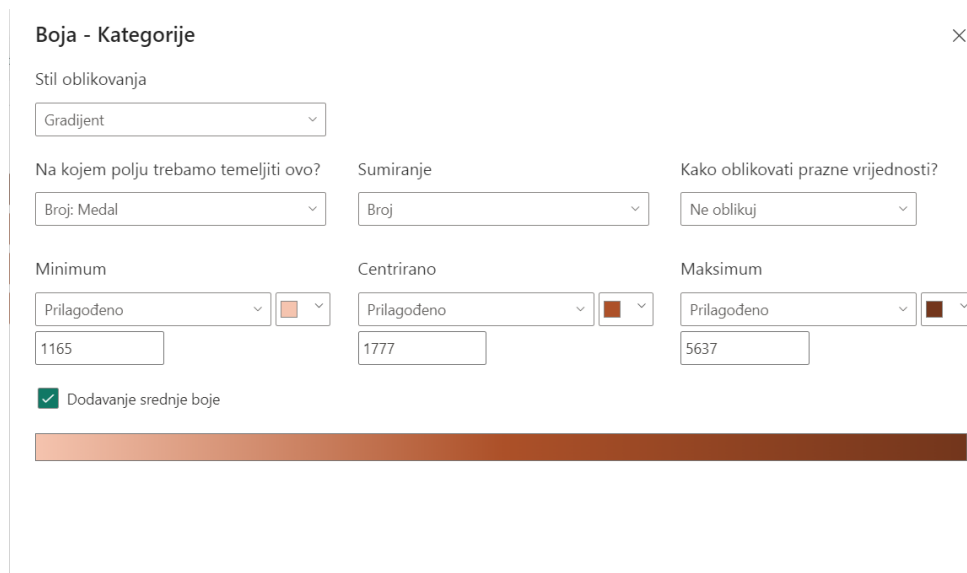 Boja - Kategorije
Stil oblikovanja
Gradijent
Na kojem polju trebamo temeljiti ovo? Sumiranje Kako oblikovati prazne vrijednosti?
Broj: Medal Broj Ne oblikuj
Minimum Centrirano Maksimum
Prilagođeno Prilagođeno Prilagođeno
1165 1777 5637
Dodavanje srednje boje